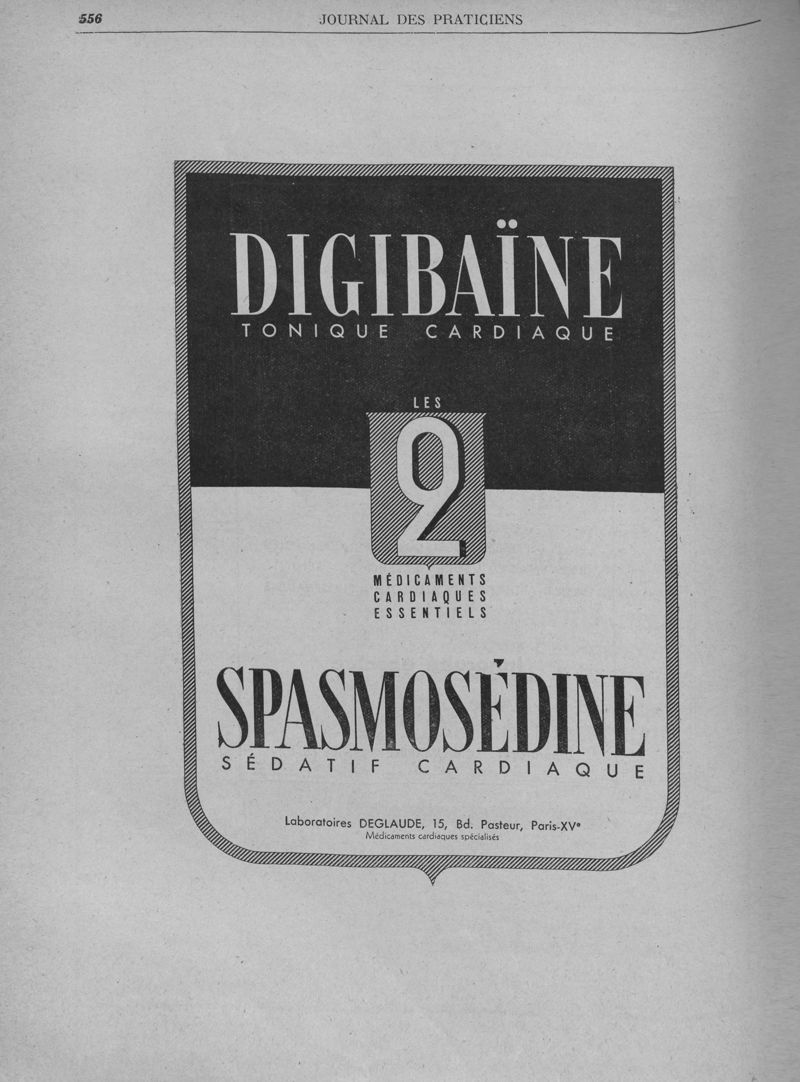 556
JOURNAL DES PRATICIENS
DIGIBAÏNE
TONIQUE CARDIAQUE
LES
2
MÉDICAMENTS
CARDIAQUES
ESSENTIELS
SPASMOSÉDINE
SÉDATIF CARDIAQUE
Laboratoires DEGLAUDE, 15, Bd. Pasteur, Paris-XVᵉ
Médicaments cardiaques spécialisés